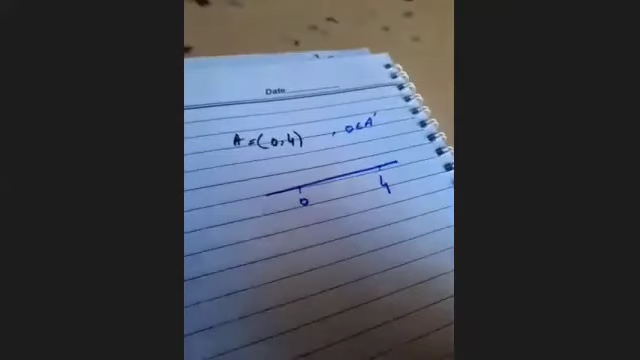 Date
A = (0,4) , 0 ∈ A'
0 4